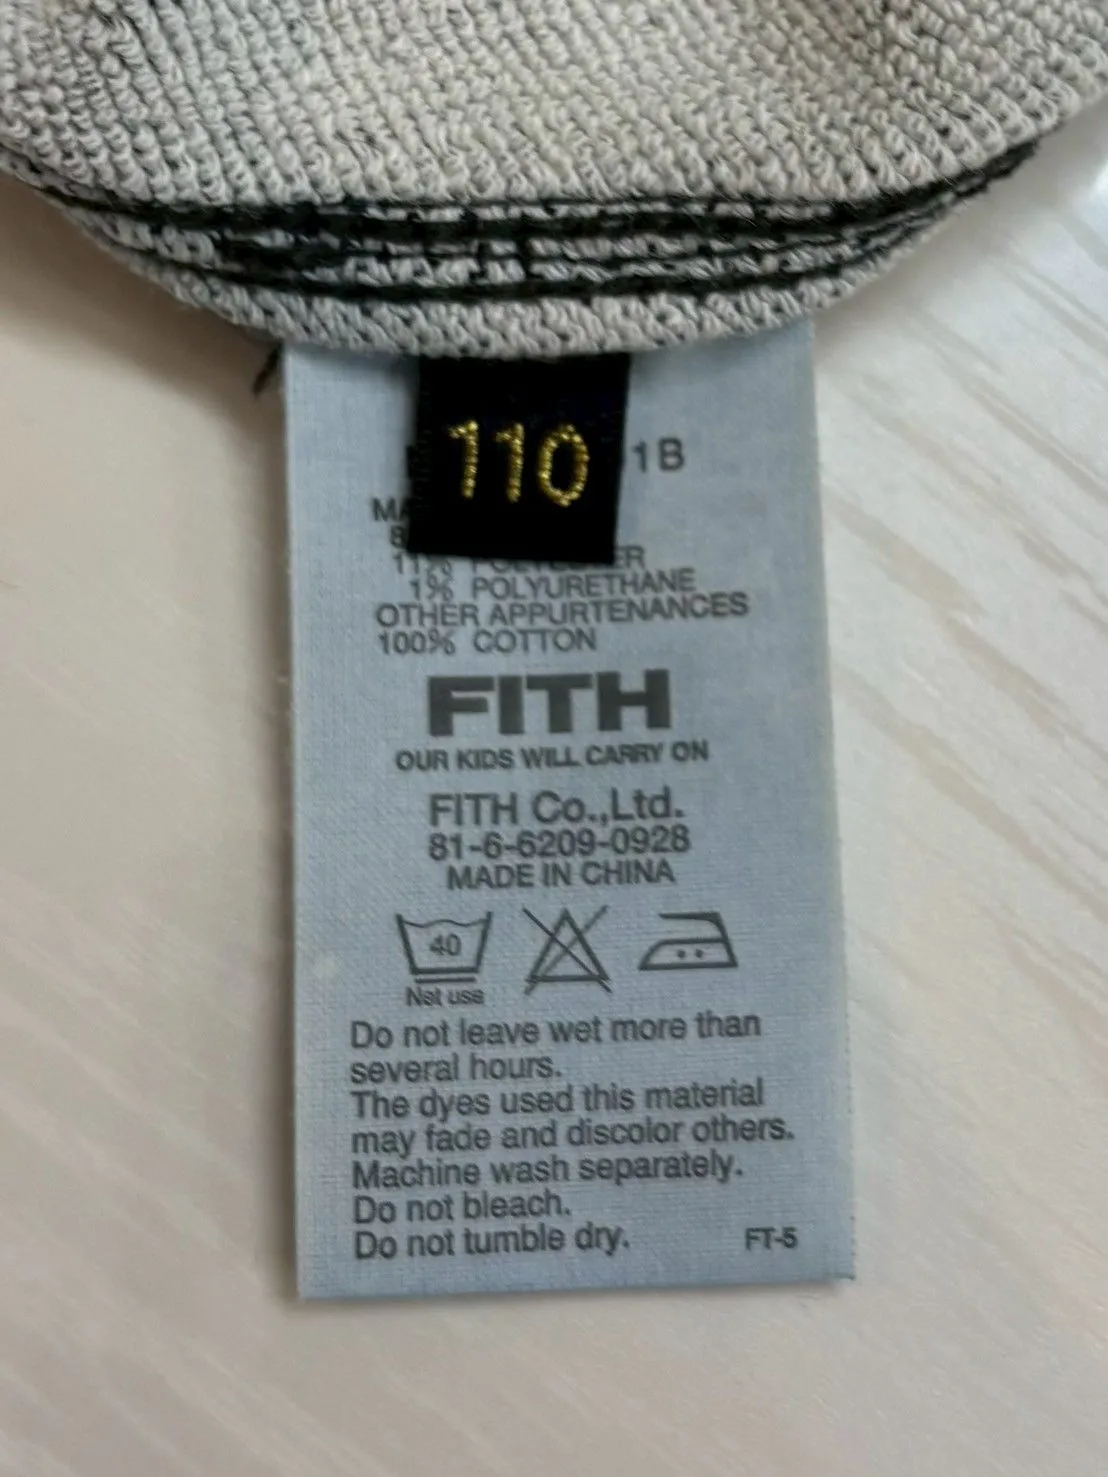 110
1B
1% POLYURETHANE
OTHER APPURTENANCES
100% COTTON
FITH
OUR KIDS WILL CARRY ON
FITH Co.,Ltd.
81-6-6209-0928
MADE IN CHINA
40
Net use
Do not leave wet more than
several hours.
The dyes used this material
may fade and discolor others.
Machine wash separately.
Do not bleach.
Do not tumble dry.
FT-5